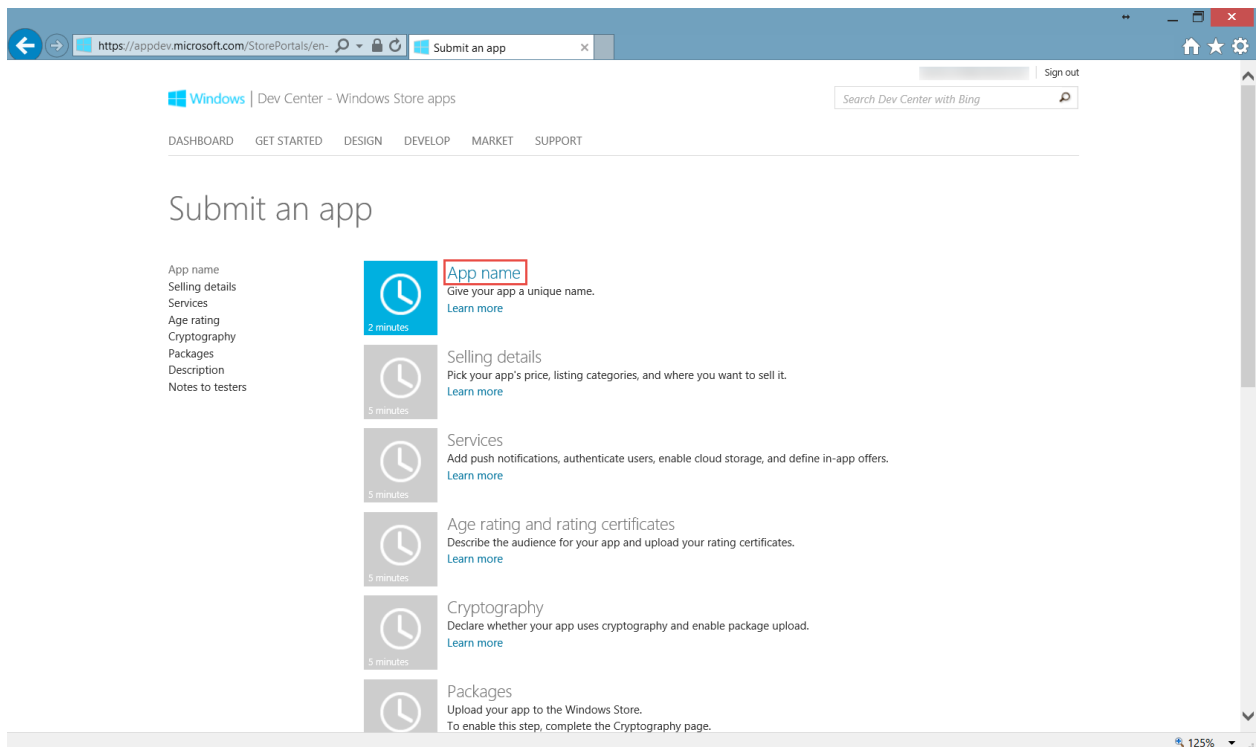 https://appdev.microsoft.com/StorePortals/en-
Submit an app
Sign out
Windows | Dev Center - Windows Store apps
Search Dev Center with Bing
DASHBOARD GET STARTED DESIGN DEVELOP MARKET SUPPORT
Submit an app
App name
Selling details
Services
Age rating
Cryptography
Packages
Description
Notes to testers
App name
Give your app a unique name.
Learn more
2 minutes
Selling details
Pick your app's price, listing categories, and where you want to sell it.
Learn more
5 minutes
Services
Add push notifications, authenticate users, enable cloud storage, and define in-app offers.
Learn more
5 minutes
Age rating and rating certificates
Describe the audience for your app and upload your rating certificates.
Learn more
5 minutes
Cryptography
Declare whether your app uses cryptography and enable package upload.
Learn more
5 minutes
Packages
Upload your app to the Windows Store.
To enable this step, complete the Cryptography page.
125%